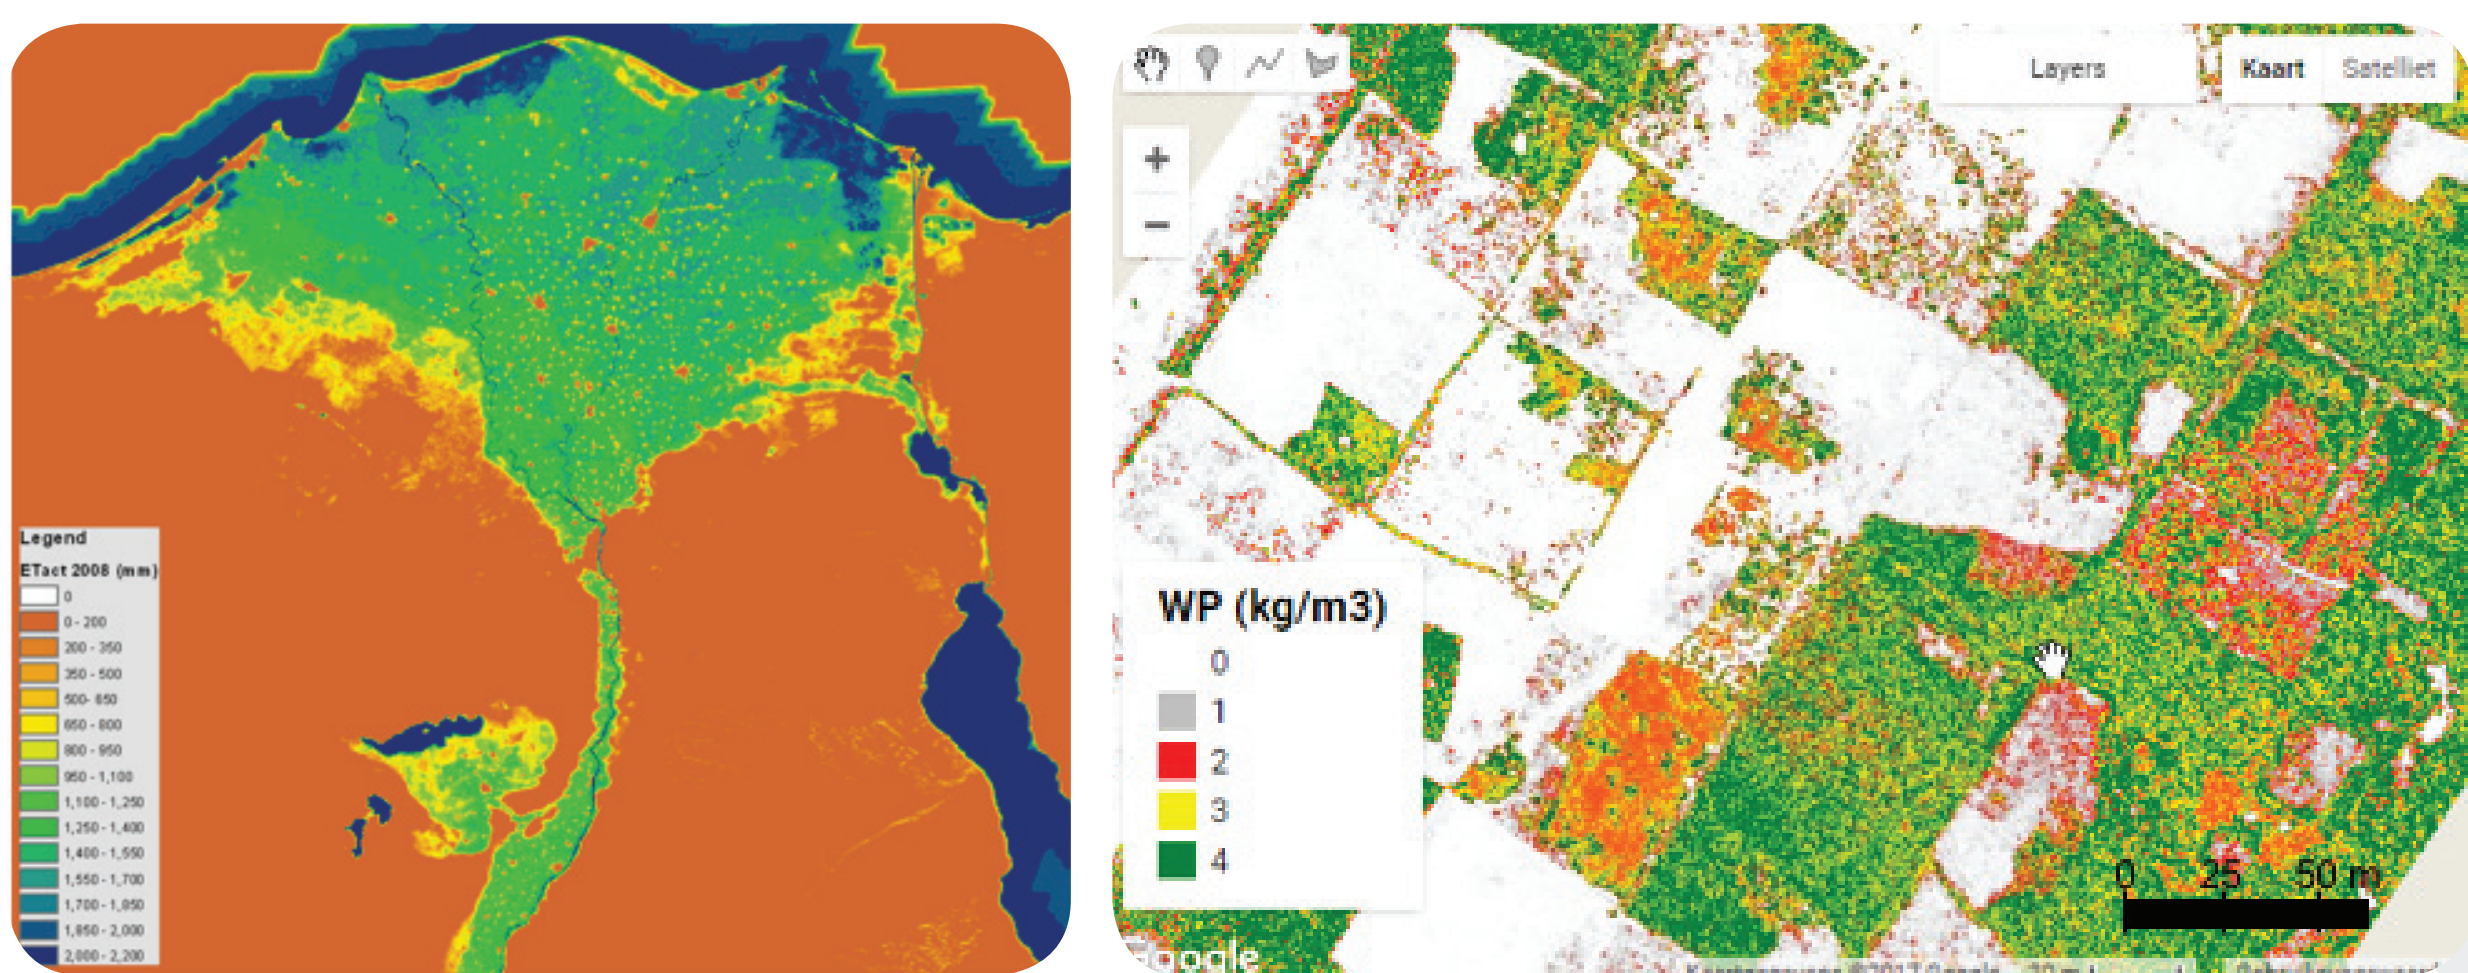 Legend
ETact 2008 (mm)
0
0 - 200
200 - 350
350 - 500
500- 650
650 - 800
800 - 950
950 - 1,100
1,100 - 1,250
1,250 - 1,400
1,400 - 1,550
1,550 - 1,700
1,700 - 1,850
1,850 - 2,000
2,000 - 2,200
Layers
Kaart
Satelliet
+
−
WP (kg/m3)
0
1
2
3
4
0 25 50 m
Google